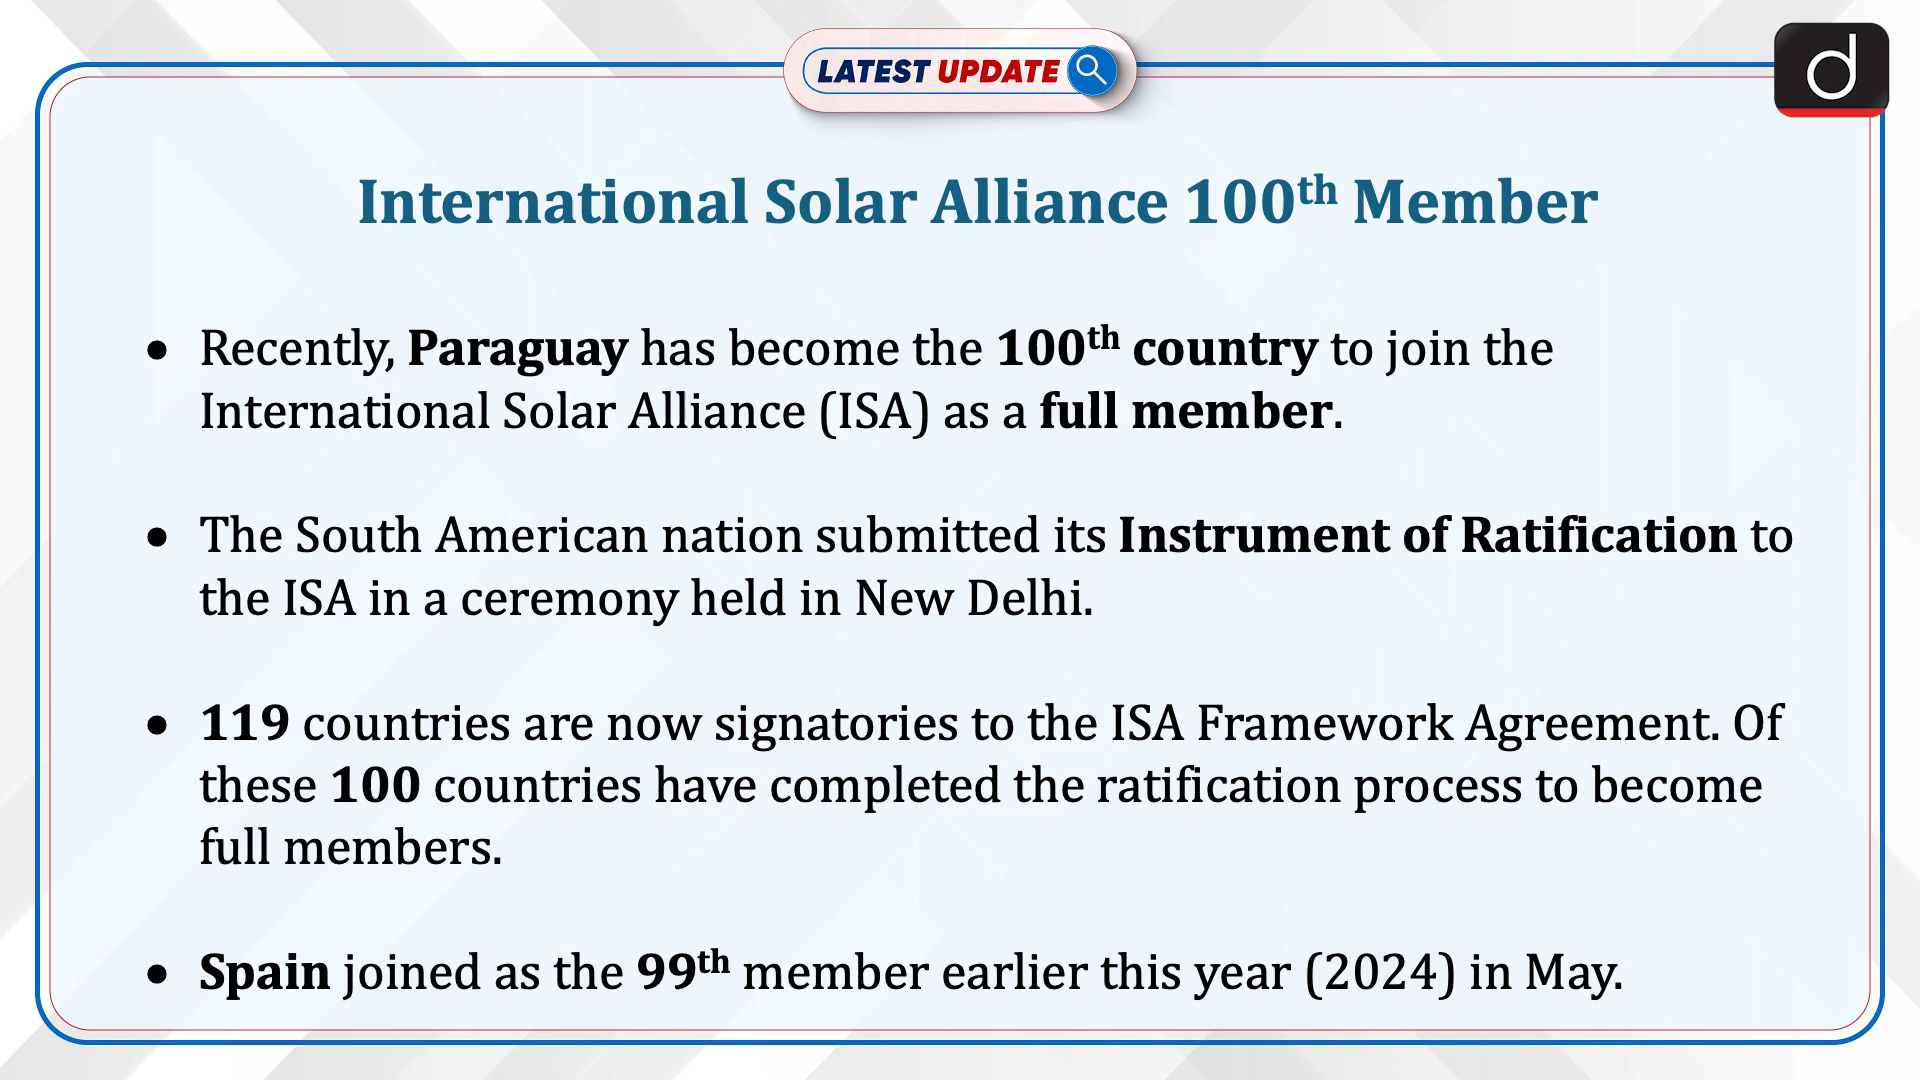 LATEST UPDATE
d
International Solar Alliance 100th Member
• Recently, Paraguay has become the 100th country to join the
International Solar Alliance (ISA) as a full member.
• The South American nation submitted its Instrument of Ratification to
the ISA in a ceremony held in New Delhi.
• 119 countries are now signatories to the ISA Framework Agreement. Of
these 100 countries have completed the ratification process to become
full members.
• Spain joined as the 99th member earlier this year (2024) in May.